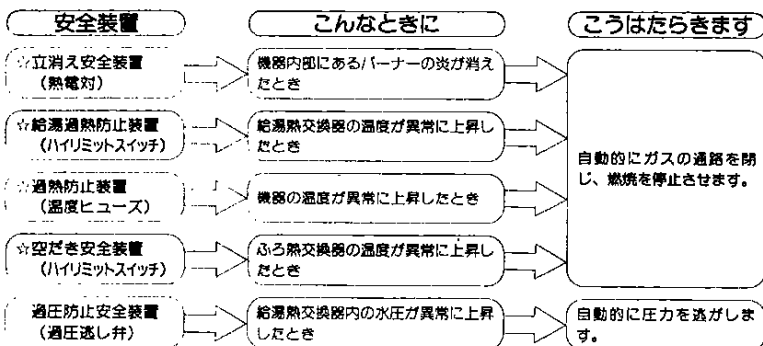 安全装置
こんなときに
こうはたらきます
☆立消え安全装置
(熱電対)
機器内部にあるバーナーの炎が消え
たとき
☆給湯過熱防止装置
(ハイリミットスイッチ)
給湯熱交換器の温度が異常に上昇し
たとき
☆過熱防止装置
(温度ヒューズ)
機器の温度が異常に上昇したとき
☆空だき安全装置
(ハイリミットスイッチ)
ふろ熱交換器の温度が異常に上昇し
たとき
自動的にガスの通路を閉
じ、燃焼を停止させます。
過圧防止安全装置
(過圧逃し弁)
給湯熱交換器内の水圧が異常に上昇
したとき
自動的に圧力を逃がしま
す。